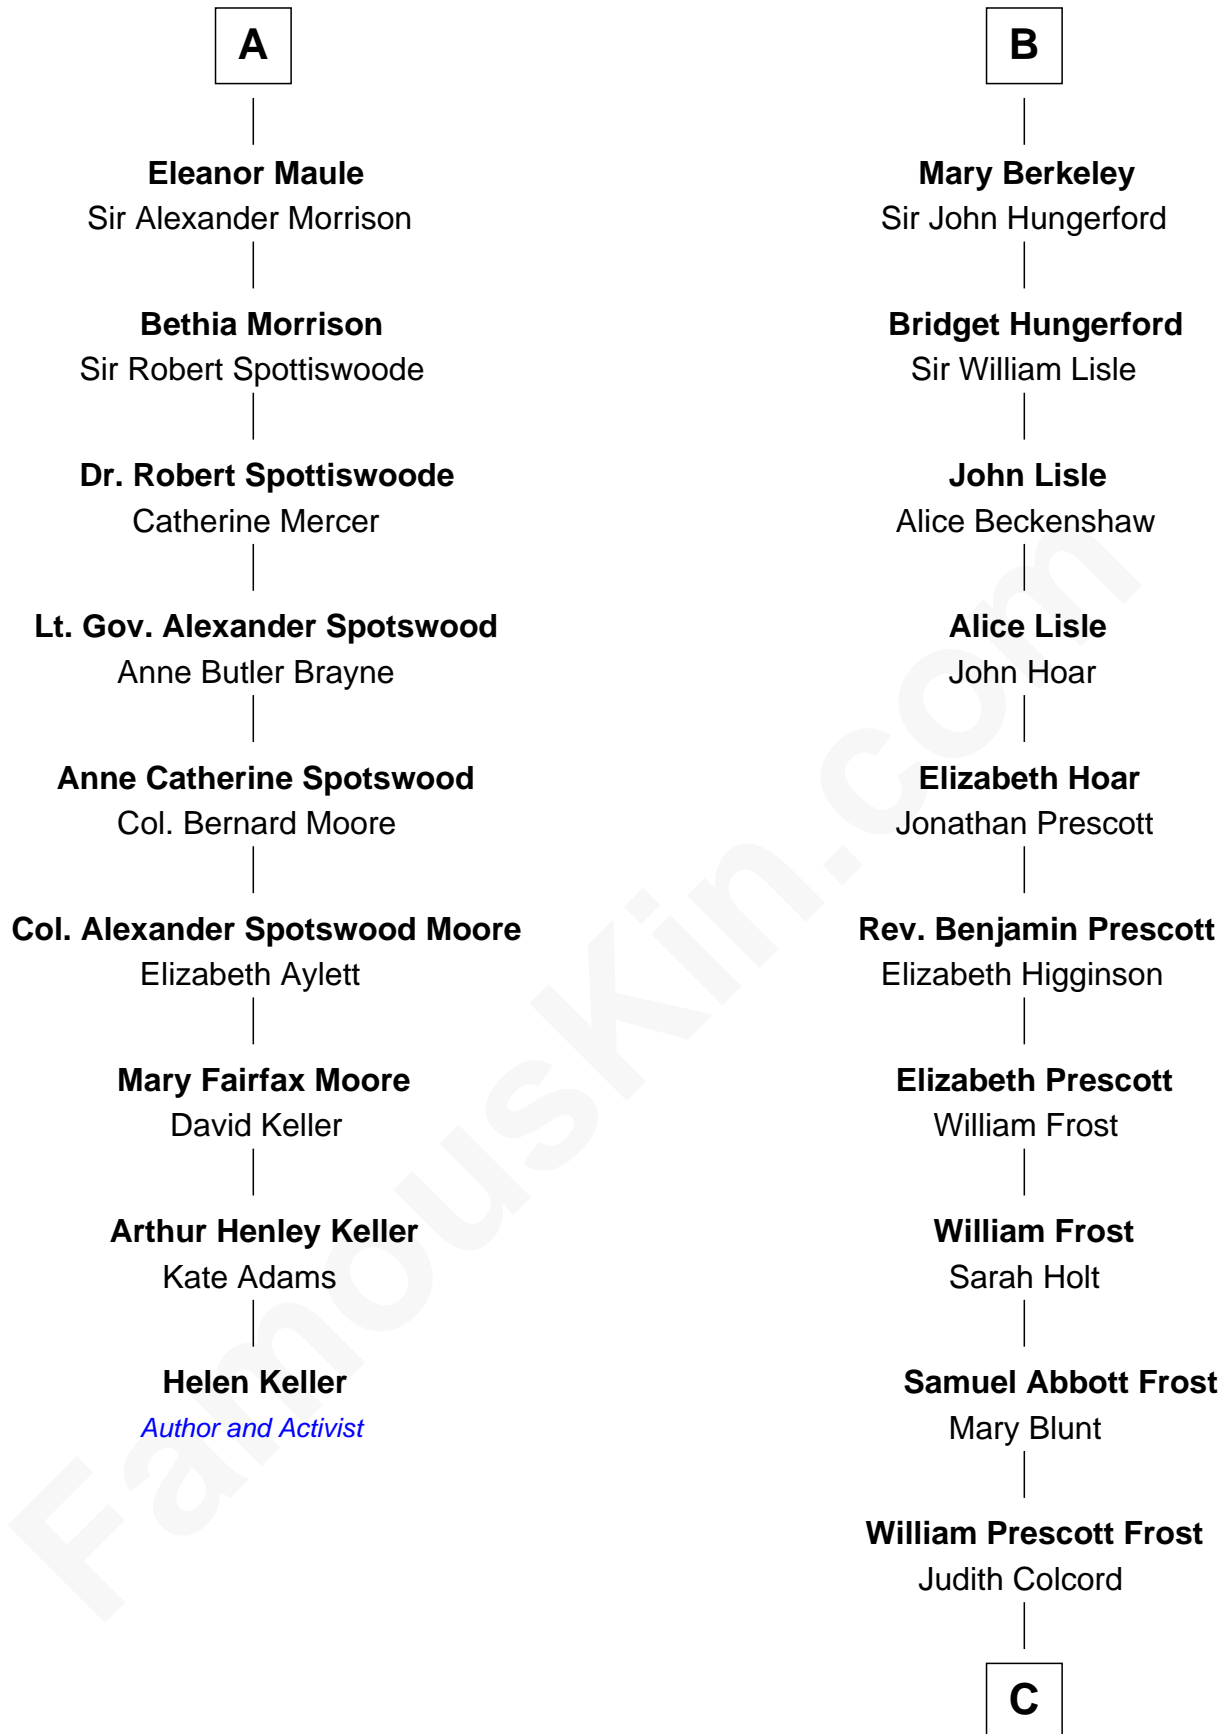 A
Eleanor Maule
Sir Alexander Morrison
Bethia Morrison
Sir Robert Spottiswoode
Dr. Robert Spottiswoode
Catherine Mercer
Lt. Gov. Alexander Spotswood
Anne Butler Brayne
Anne Catherine Spotswood
Col. Bernard Moore
Col. Alexander Spotswood Moore
Elizabeth Aylett
Mary Fairfax Moore
David Keller
Arthur Henley Keller
Kate Adams
Helen Keller
Author and Activist
B
Mary Berkeley
Sir John Hungerford
Bridget Hungerford
Sir William Lisle
John Lisle
Alice Beckenshaw
Alice Lisle
John Hoar
Elizabeth Hoar
Jonathan Prescott
Rev. Benjamin Prescott
Elizabeth Higginson
Elizabeth Prescott
William Frost
William Frost
Sarah Holt
Samuel Abbott Frost
Mary Blunt
William Prescott Frost
Judith Colcord
C
FamousKin.com